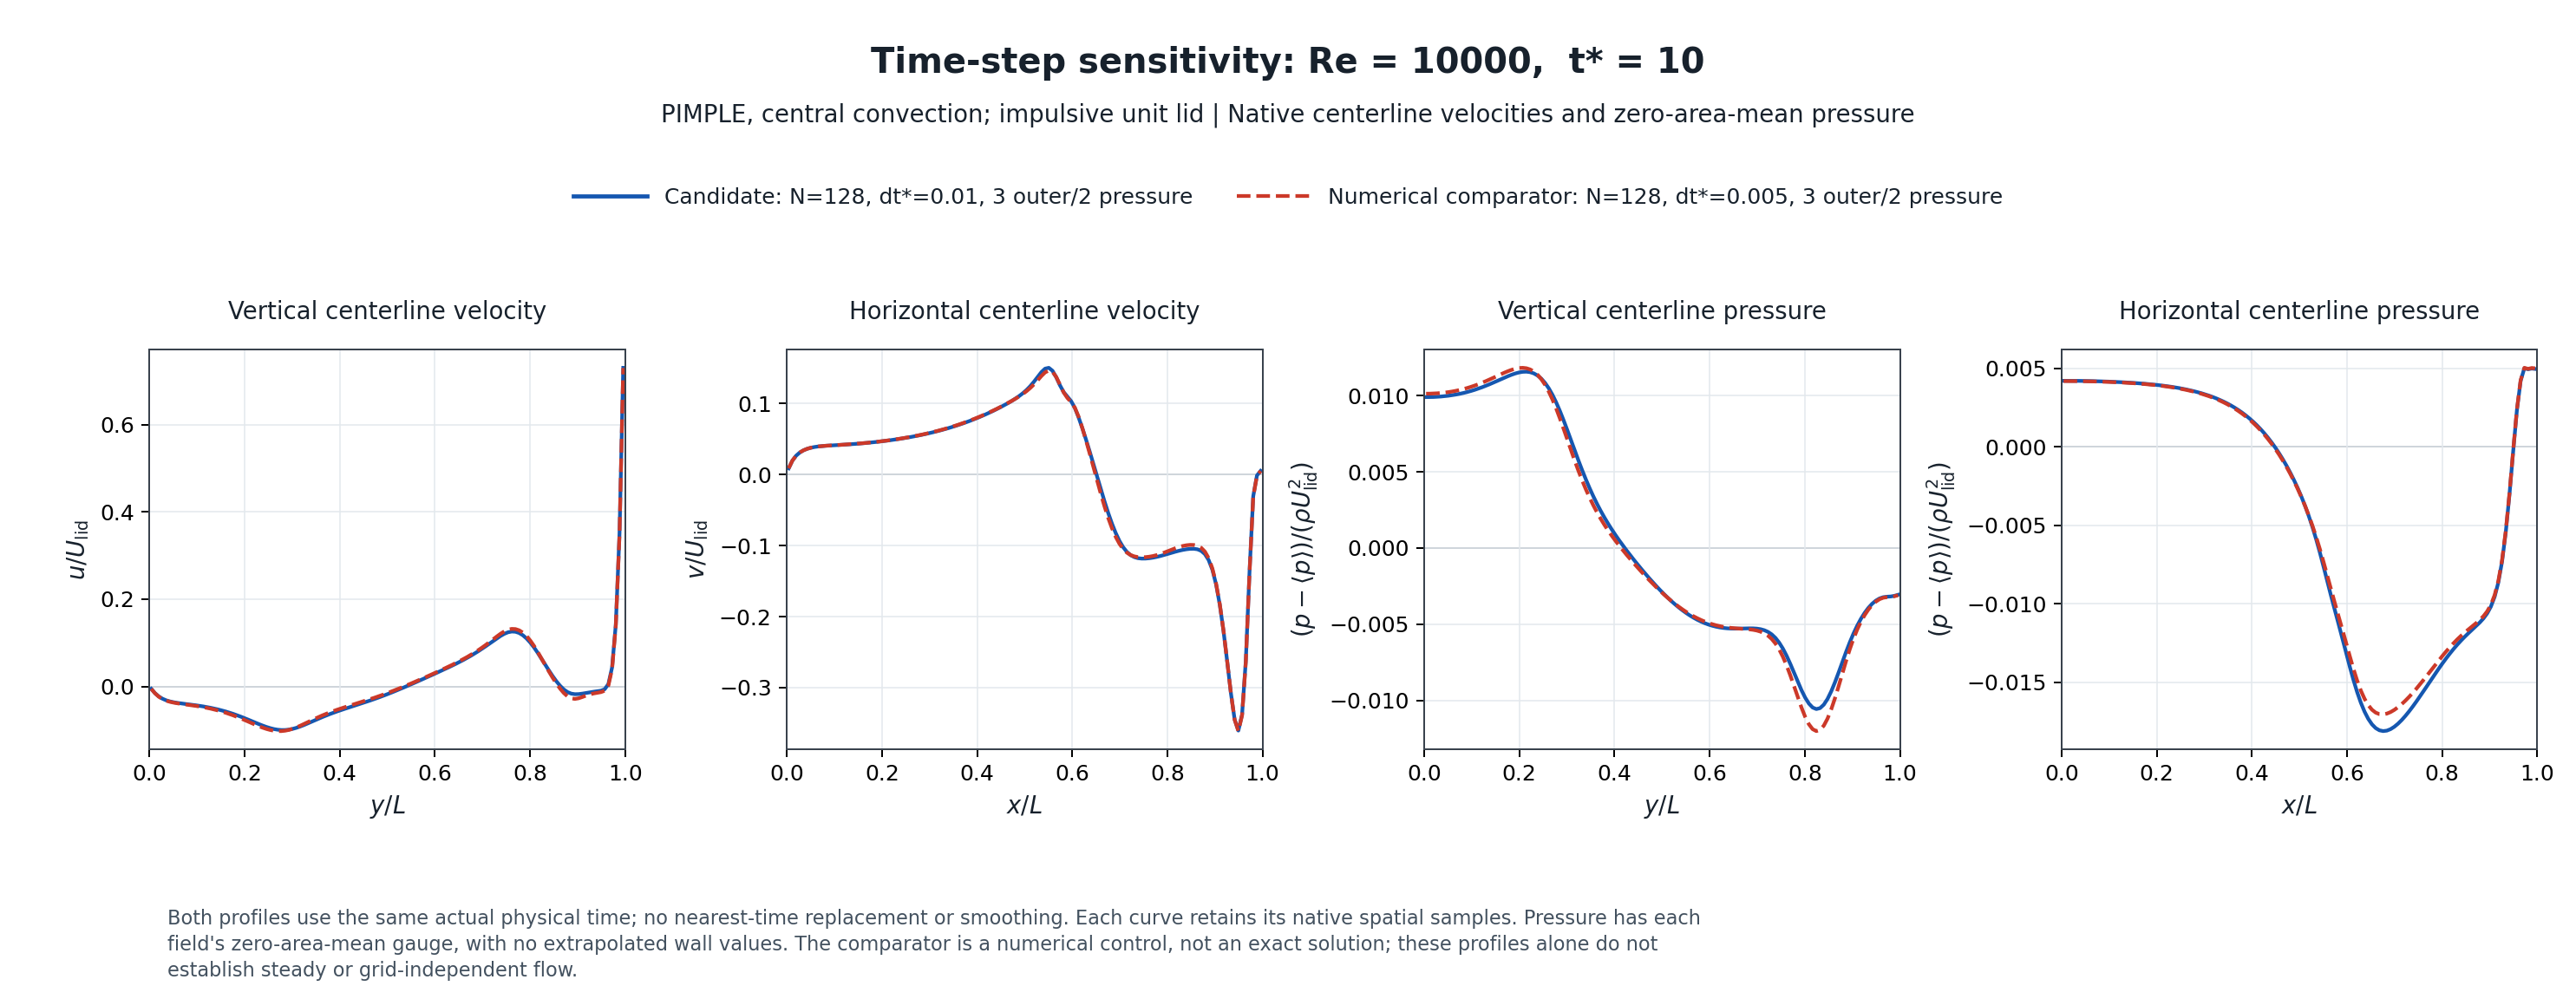 Time-step sensitivity: Re = 10000, t* = 10
PIMPLE, central convection; impulsive unit lid | Native centerline velocities and zero-area-mean pressure
Candidate: N=128, dt*=0.01, 3 outer/2 pressure
Numerical comparator: N=128, dt*=0.005, 3 outer/2 pressure
Vertical centerline velocity
u/U_lid
0.6
0.4
0.2
0.0
0.0 0.2 0.4 0.6 0.8 1.0
y/L
Horizontal centerline velocity
v/U_lid
0.1
0.0
−0.1
−0.2
−0.3
0.0 0.2 0.4 0.6 0.8 1.0
x/L
Vertical centerline pressure
(p − ⟨p⟩)/(ρU²_lid)
0.010
0.005
0.000
−0.005
−0.010
0.0 0.2 0.4 0.6 0.8 1.0
y/L
Horizontal centerline pressure
(p − ⟨p⟩)/(ρU²_lid)
0.005
0.000
−0.005
−0.010
−0.015
0.0 0.2 0.4 0.6 0.8 1.0
x/L
Both profiles use the same actual physical time; no nearest-time replacement or smoothing. Each curve retains its native spatial samples. Pressure has each
field's zero-area-mean gauge, with no extrapolated wall values. The comparator is a numerical control, not an exact solution; these profiles alone do not
establish steady or grid-independent flow.